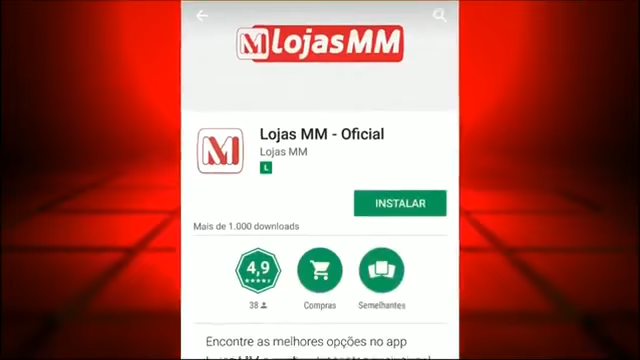 M LojasMM
Lojas MM - Oficial
M
Lojas MM
L
INSTALAR
Mais de 1.000 downloads
4,9
38
Compras
Semelhantes
Encontre as melhores opções no app